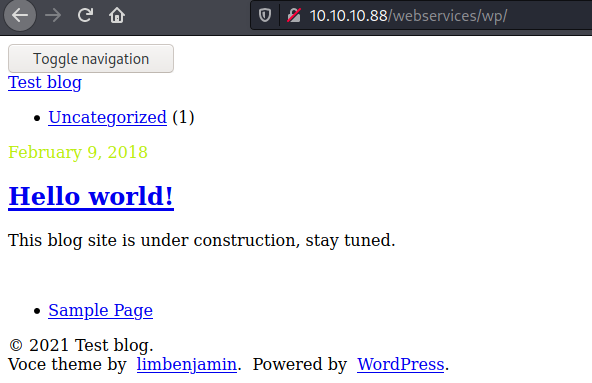 10.10.10.88/webservices/wp/
Toggle navigation
Test blog
Uncategorized (1)
February 9, 2018
Hello world!
This blog site is under construction, stay tuned.
Sample Page
© 2021 Test blog.
Voce theme by limbenjamin. Powered by WordPress.